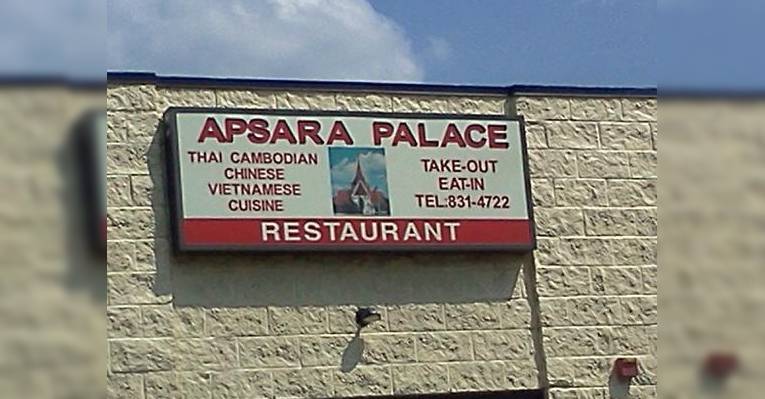 APSARA PALACE
THAI CAMBODIAN
CHINESE
VIETNAMESE
CUISINE
TAKE-OUT
EAT-IN
TEL:831-4722
RESTAURANT